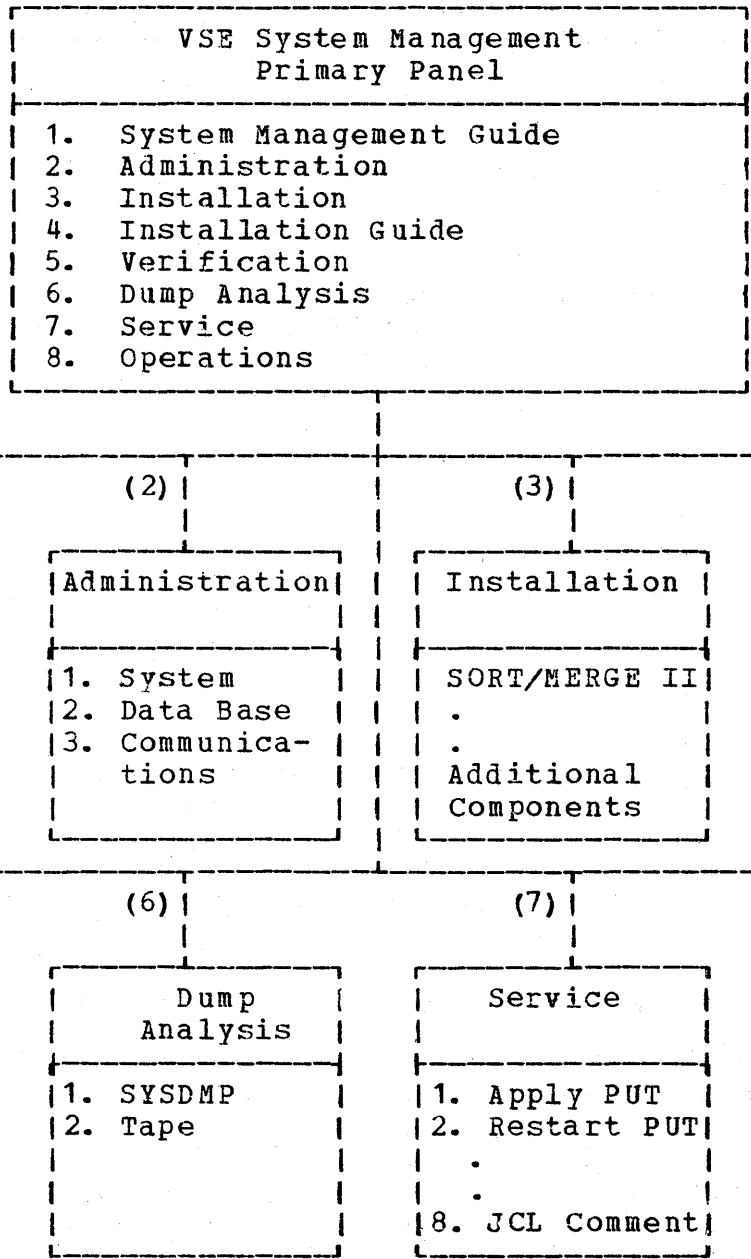 VSE System Management
Primary Panel
1. System Management Guide
2. Administration
3. Installation
4. Installation Guide
5. Verification
6. Dump Analysis
7. Service
8. Operations
(2)
(3)
Administration
1. System
2. Data Base
3. Communica-
tions
Installation
SORT/MERGE II
.
.
Additional
Components
(6)
(7)
Dump
Analysis
1. SYSDMP
2. Tape
Service
1. Apply PUT
2. Restart PUT
.
.
8. JCL Comment